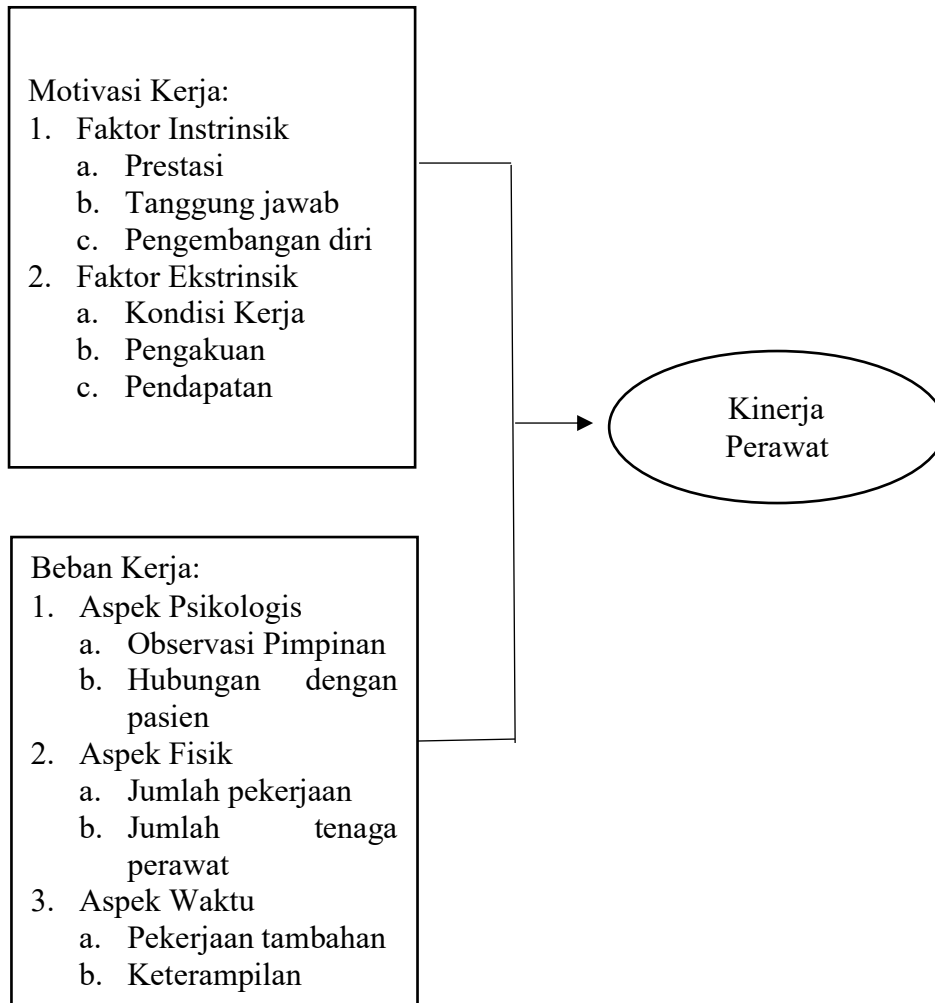 Motivasi Kerja:
1. Faktor Instrinsik
a. Prestasi
b. Tanggung jawab
c. Pengembangan diri
2. Faktor Ekstrinsik
a. Kondisi Kerja
b. Pengakuan
c. Pendapatan
Kinerja
Perawat
Beban Kerja:
1. Aspek Psikologis
a. Observasi Pimpinan
b. Hubungan dengan
pasien
2. Aspek Fisik
a. Jumlah pekerjaan
b. Jumlah tenaga
perawat
3. Aspek Waktu
a. Pekerjaan tambahan
b. Keterampilan